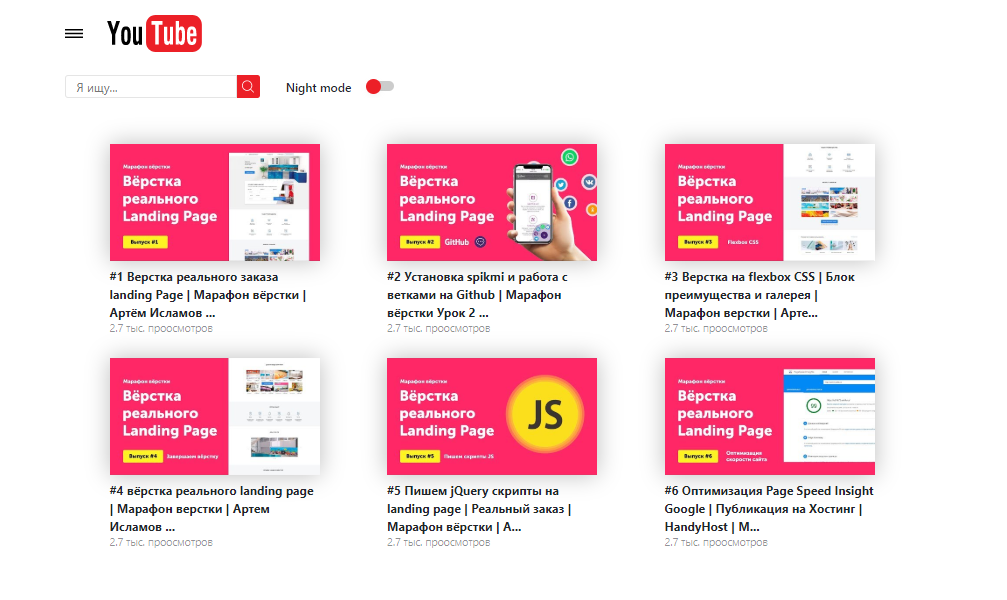 YouTube
Я ищу...
Night mode
Марафон вёрстки
Вёрстка
реального
Landing Page
Выпуск #1
Марафон вёрстки
Вёрстка
реального
Landing Page
Выпуск #2 GitHub
Марафон вёрстки
Вёрстка
реального
Landing Page
Выпуск #3 Flexbox CSS
#1 Верстка реального заказа
landing Page | Марафон вёрстки |
Артём Исламов ...
2.7 тыс. проосмотров
#2 Установка spikmi и работа с
ветками на Github | Марафон
вёрстки Урок 2 ...
2.7 тыс. проосмотров
#3 Верстка на flexbox CSS | Блок
преимущества и галерея |
Марафон верстки | Арте...
2.7 тыс. проосмотров
Марафон вёрстки
Вёрстка
реального
Landing Page
Выпуск #4 Завершаем вёрстку
Марафон вёрстки
Вёрстка
реального
Landing Page
Выпуск #5 Пишем скрипты JS
JS
Марафон вёрстки
Вёрстка
реального
Landing Page
Выпуск #6 Оптимизация
скорости сайта
99
#4 вёрстка реального landing page
| Марафон верстки | Артем
Исламов ...
2.7 тыс. проосмотров
#5 Пишем jQuery скрипты на
landing page | Реальный заказ |
Марафон вёрстки | А...
2.7 тыс. проосмотров
#6 Оптимизация Page Speed Insight
Google | Публикация на Хостинг |
HandyHost | М...
2.7 тыс. проосмотров